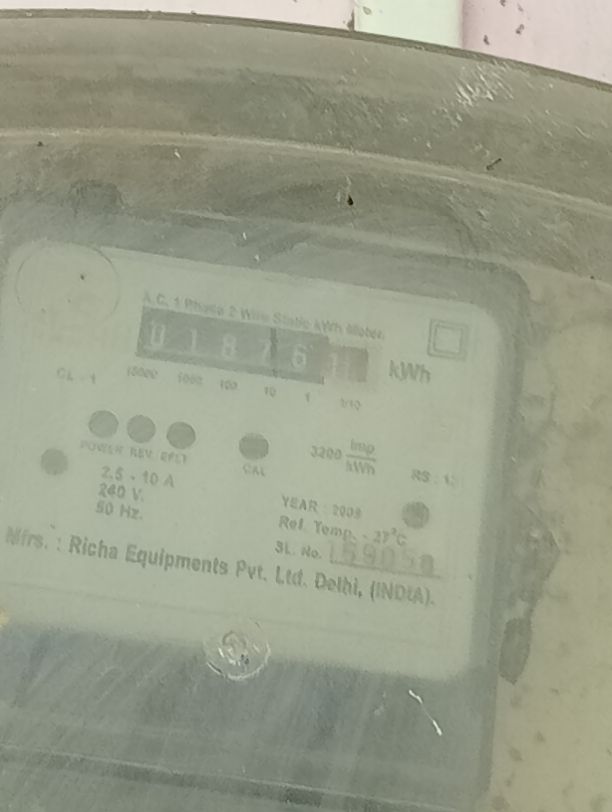 A.C. 1 Phase 2 Wire Static kWh Meter.
0 1 8 7 6 1 kWh
CL - 1 10000 1000 100 10 1 1/10
POWER REV. EFLT CAL 3200 imp/kWh
2.5 - 10 A
240 V.
50 Hz.
YEAR : 2009
Ref. Temp. - 27°C
SL. No.
Mfrs. : Richa Equipments Pvt. Ltd. Delhi, (INDIA).